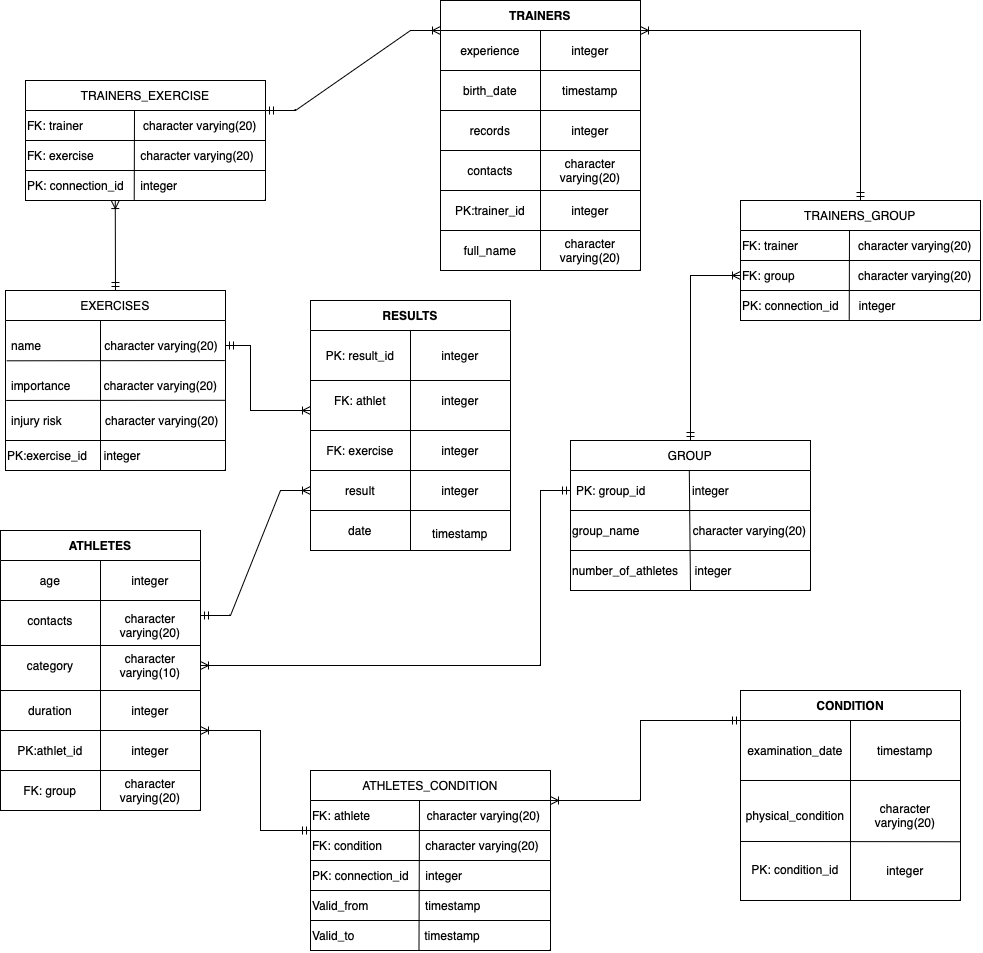 TRAINERS
experience integer
birth_date timestamp
records integer
contacts character
varying(20)
PK:trainer_id integer
full_name character
varying(20)
TRAINERS_EXERCISE
FK: trainer character varying(20)
FK: exercise character varying(20)
PK: connection_id integer
TRAINERS_GROUP
FK: trainer character varying(20)
FK: group character varying(20)
PK: connection_id integer
EXERCISES
name character varying(20)
importance character varying(20)
injury risk character varying(20)
PK:exercise_id integer
RESULTS
PK: result_id integer
FK: athlet integer
FK: exercise integer
result integer
date timestamp
GROUP
PK: group_id integer
group_name character varying(20)
number_of_athletes integer
ATHLETES
age integer
contacts character
varying(20)
category character
varying(10)
duration integer
PK:athlet_id integer
FK: group character
varying(20)
ATHLETES_CONDITION
FK: athlete character varying(20)
FK: condition character varying(20)
PK: connection_id integer
Valid_from timestamp
Valid_to timestamp
CONDITION
examination_date timestamp
physical_condition character
varying(20)
PK: condition_id integer